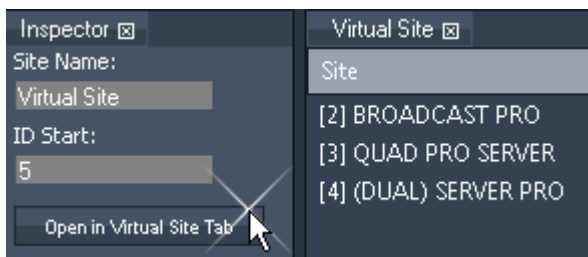 Inspector
Site Name:
Virtual Site
ID Start:
5
Open in Virtual Site Tab
Virtual Site
Site
[2] BROADCAST PRO
[3] QUAD PRO SERVER
[4] (DUAL) SERVER PRO